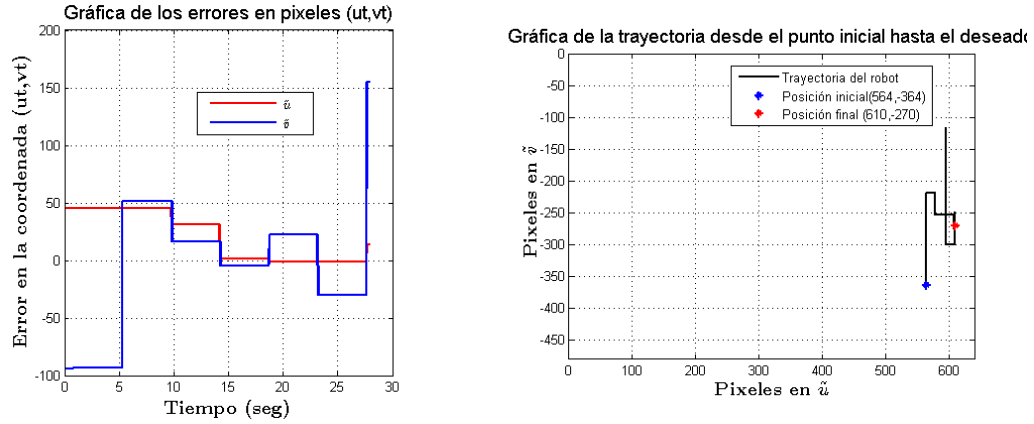 Gráfica de los errores en pixeles (ut,vt)
200
150
100
50
0
-50
-100
Error en la coordenada (ut,vt)
ũ
ṽ
0 5 10 15 20 25 30
Tiempo (seg)
Gráfica de la trayectoria desde el punto inicial hasta el deseado
0
-50
-100
-150
-200
-250
-300
-350
-400
-450
Pixeles en ṽ
Trayectoria del robot
Posición inicial(564,-364)
Posición final (610,-270)
0 100 200 300 400 500 600
Pixeles en ũ